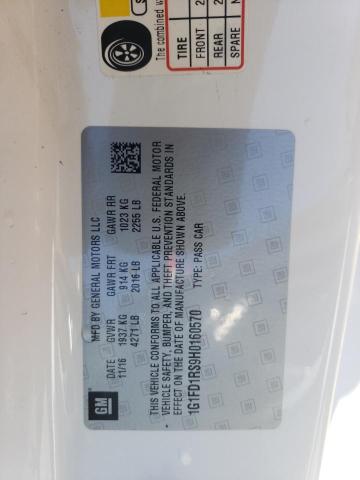 The combined w
TIRE
FRONT
REAR
SPARE
GM
MFD BY GENERAL MOTORS LLC
DATE GVWR GAWR FRT GAWR RR
11/16 1937 KG 914 KG 1023 KG
4271 LB 2016 LB 2255 LB
THIS VEHICLE CONFORMS TO ALL APPLICABLE U.S. FEDERAL MOTOR
VEHICLE SAFETY, BUMPER, AND THEFT PREVENTION STANDARDS IN
EFFECT ON THE DATE OF MANUFACTURE SHOWN ABOVE.
1G1FD1RS9H0160570 TYPE: PASS CAR